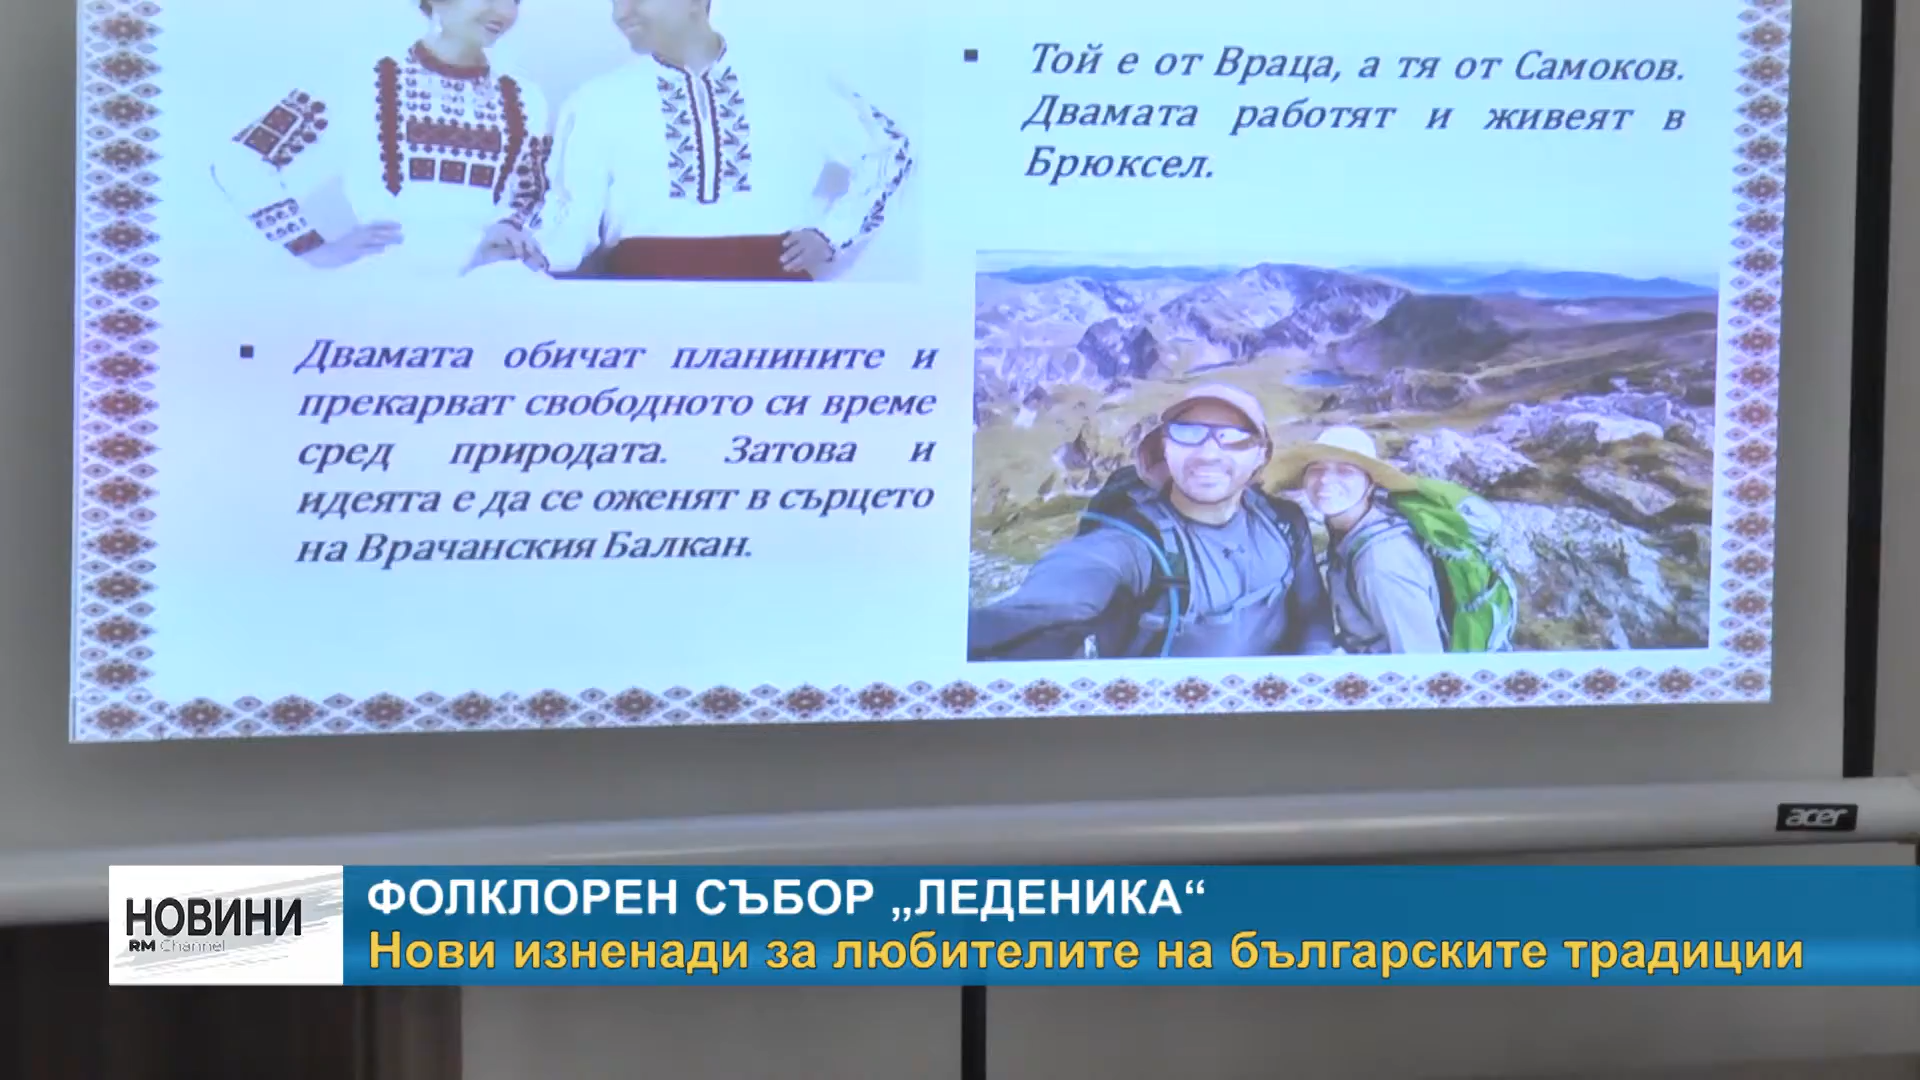 Той е от Враца, а тя от Самоков.
Двамата работят и живеят в
Брюксел.
Двамата обичат планините и
прекарват свободното си време
сред природата. Затова и
идеята е да се оженят в сърцето
на Врачанския Балкан.
acer
НОВИНИ
RM Channel
ФОЛКЛОРЕН СЪБОР „ЛЕДЕНИКА“
Нови изненади за любителите на българските традиции